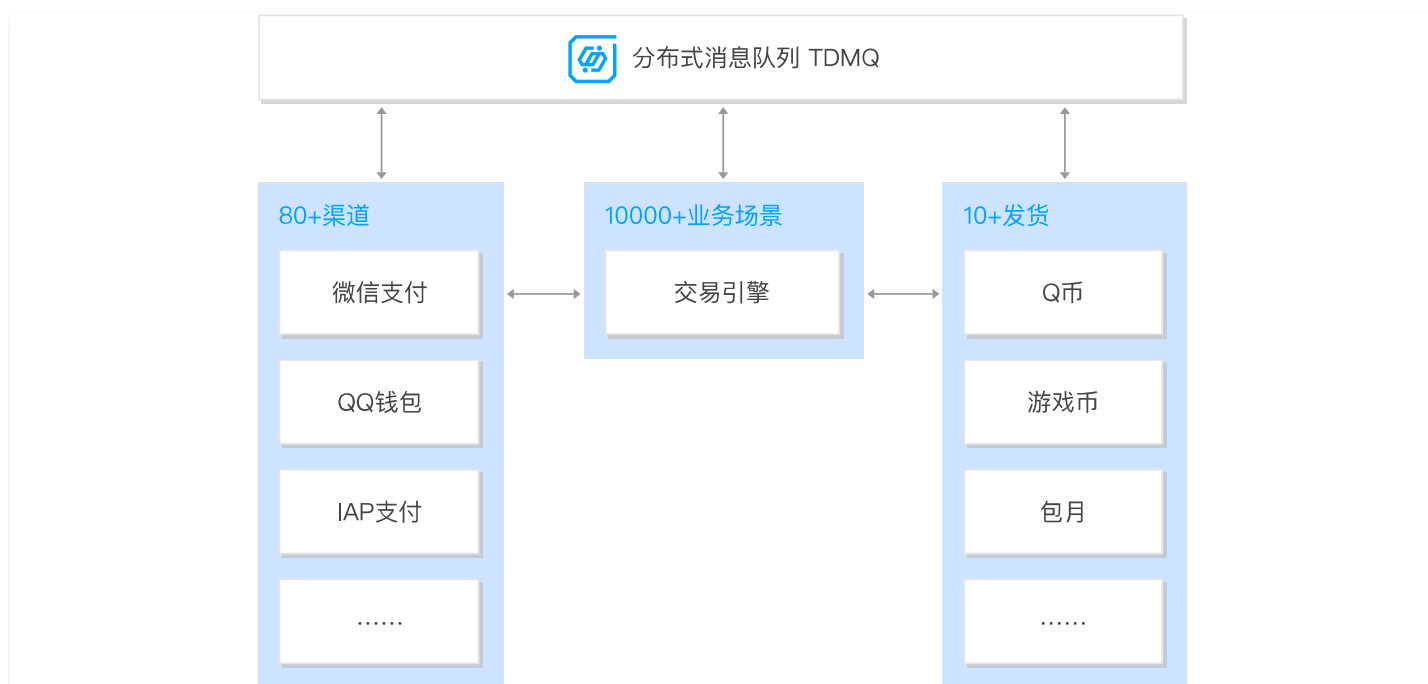 分布式消息队列 TDMQ
80+渠道
微信支付
QQ钱包
IAP支付
……
10000+业务场景
交易引擎
10+发货
Q币
游戏币
包月
……